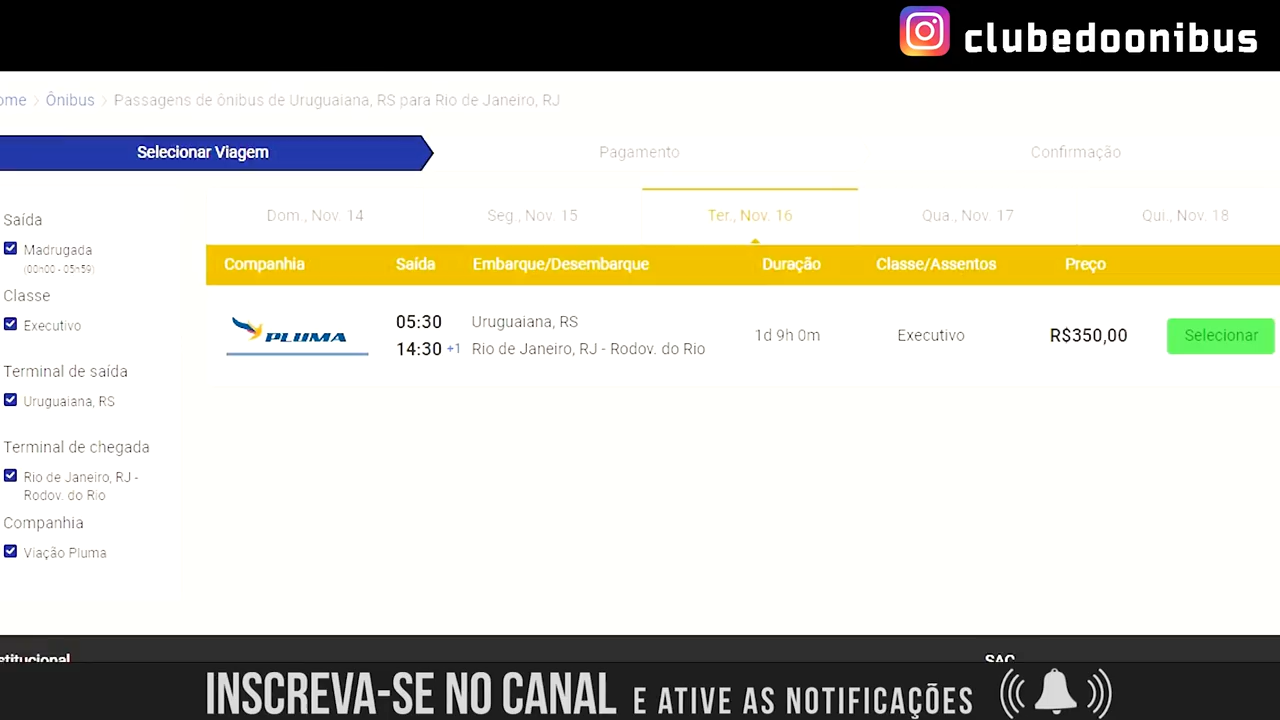 clubedoonibus
ome > Ônibus > Passagens de ônibus de Uruguaiana, RS para Rio de Janeiro, RJ
Selecionar Viagem Pagamento Confirmação
Dom., Nov. 14 Seg., Nov. 15 Ter., Nov. 16 Qua., Nov. 17 Qui., Nov. 18
Saída
Madrugada
(00h00 - 05h59)
Classe
Executivo
Terminal de saída
Uruguaiana, RS
Terminal de chegada
Rio de Janeiro, RJ -
Rodov. do Rio
Companhia
Viação Pluma
Companhia Saída Embarque/Desembarque Duração Classe/Assentos Preço
PLUMA
05:30 Uruguaiana, RS
14:30 +1 Rio de Janeiro, RJ - Rodov. do Rio
1d 9h 0m Executivo R$350,00 Selecionar
stitucional SAC
INSCREVA-SE NO CANAL E ATIVE AS NOTIFICAÇÕES